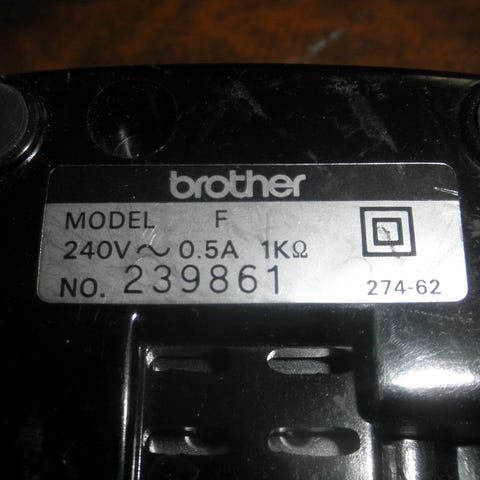 brother
MODEL F
240V ~ 0.5A 1KΩ
NO. 239861
274-62